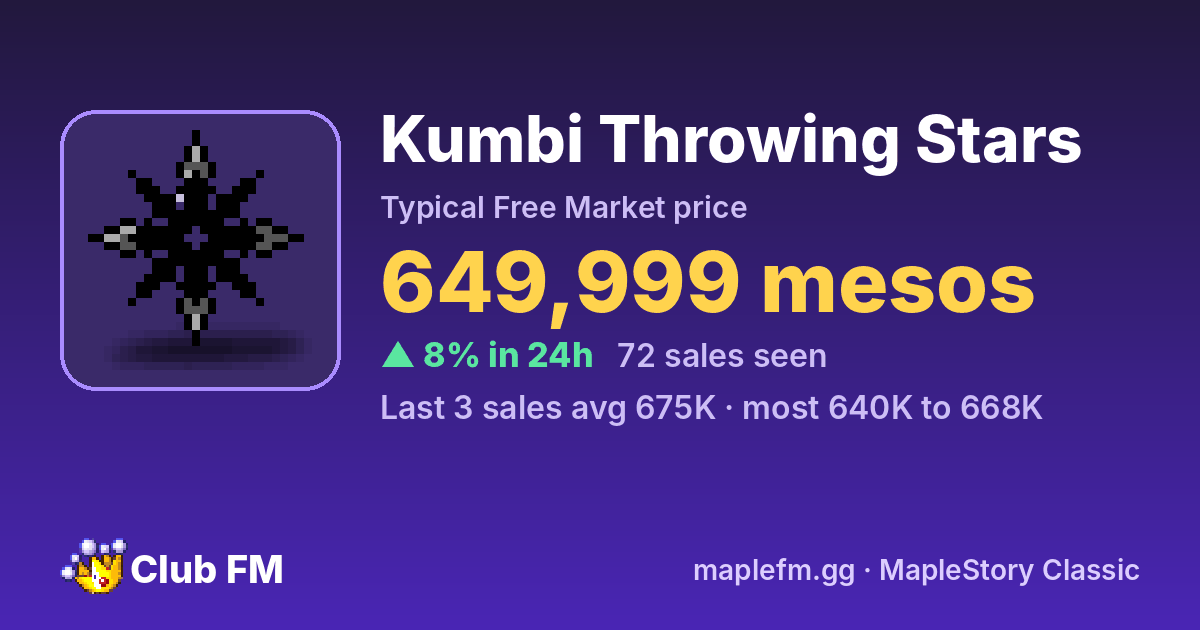 Kumbi Throwing Stars
Typical Free Market price
649,999 mesos
▲ 8% in 24h 72 sales seen
Last 3 sales avg 675K · most 640K to 668K
Club FM
maplefm.gg · MapleStory Classic